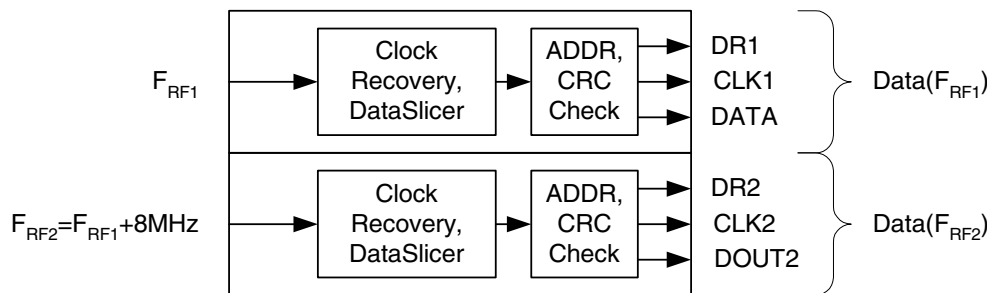 F_RF1
Clock
Recovery,
DataSlicer
ADDR,
CRC
Check
DR1
CLK1
DATA
Data(F_RF1)
F_RF2=F_RF1+8MHz
Clock
Recovery,
DataSlicer
ADDR,
CRC
Check
DR2
CLK2
DOUT2
Data(F_RF2)